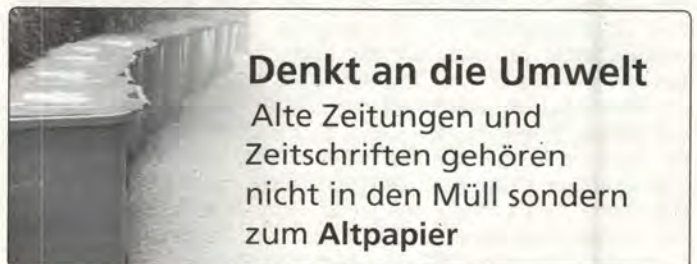 Denkt an die Umwelt
Alte Zeitungen und
Zeitschriften gehören
nicht in den Müll sondern
zum Altpapier